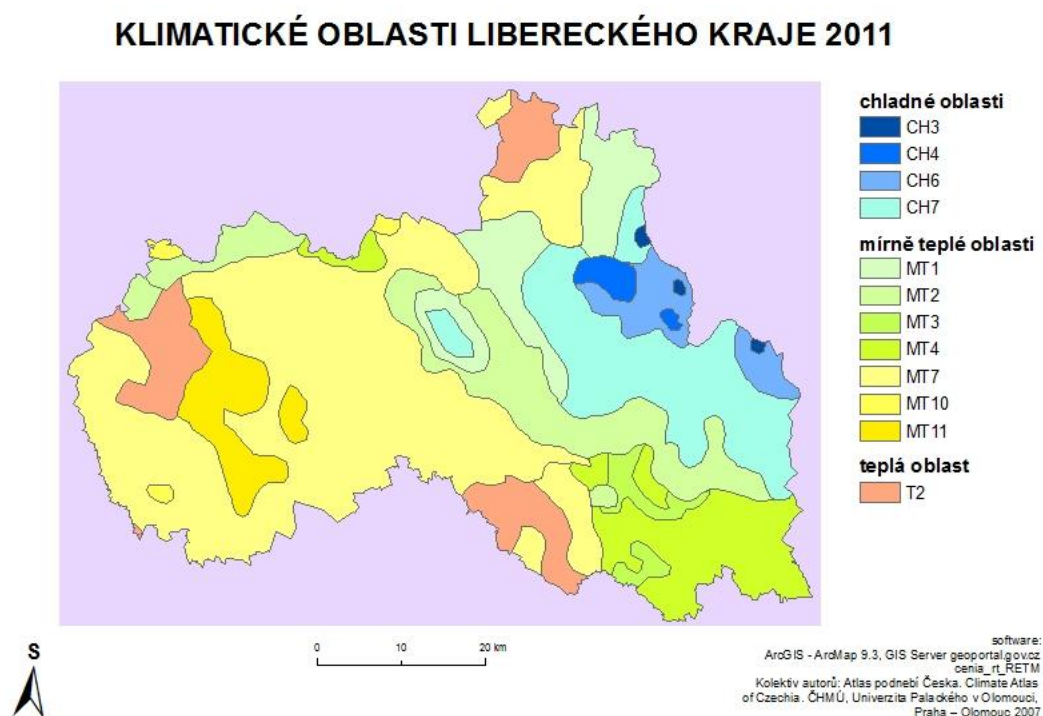 KLIMATICKÉ OBLASTI LIBERECKÉHO KRAJE 2011
chladné oblasti
CH3
CH4
CH6
CH7
mírně teplé oblasti
MT1
MT2
MT3
MT4
MT7
MT10
MT11
teplá oblast
T2
S
0 10 20 km
software:
ArcGIS - ArcMap 9.3, GIS Server geoportal.gov.cz
cenia_rt_RETM
Kolektiv autorů: Atlas podnebí Česka. Climate Atlas
of Czechia. ČHMÚ, Univerzita Palackého v Olomouci,
Praha – Olomouc 2007